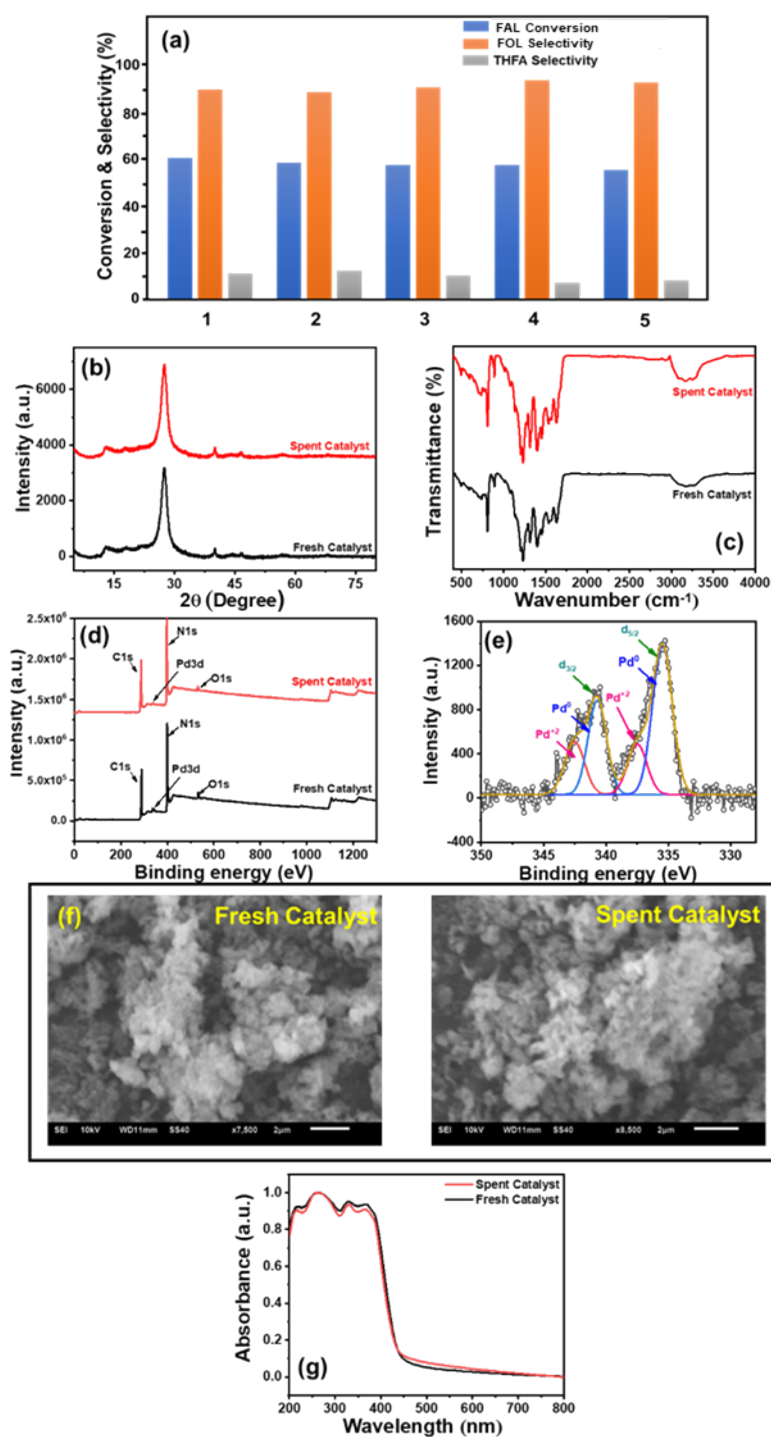 (a)
FAL Conversion
FOL Selectivity
THFA Selectivity
Conversion & Selectivity (%)
100
80
60
40
20
0
1 2 3 4 5
(b)
Intensity (a.u.)
6000
4000
2000
0
Spent Catalyst
Fresh Catalyst
15 30 45 60 75
2θ (Degree)
(c)
Transmittance (%)
Spent Catalyst
Fresh Catalyst
500 1000 1500 2000 2500 3000 3500 4000
Wavenumber (cm-1)
(d)
Intensity (a.u.)
2.5x10⁶
2.0x10⁶
1.5x10⁶
1.0x10⁶
5.0x10⁵
0.0
N1s
C1s
Pd3d
O1s
Spent Catalyst
N1s
C1s
Pd3d
O1s
Fresh Catalyst
0 200 400 600 800 1000 1200
Binding energy (eV)
(e)
Intensity (a.u.)
1600
1200
800
400
0
-400
d5/2
Pd0
Pd+2
d3/2
Pd0
Pd+2
350 345 340 335 330
Binding energy (eV)
(f)
Fresh Catalyst
SEI 10kV WD11mm SS40 x7,500 2µm
Spent Catalyst
SEI 10kV WD11mm SS40 x8,500 2µm
(g)
Spent Catalyst
Fresh Catalyst
Absorbance (a.u.)
1.0
0.8
0.6
0.4
0.2
0.0
200 300 400 500 600 700 800
Wavelength (nm)